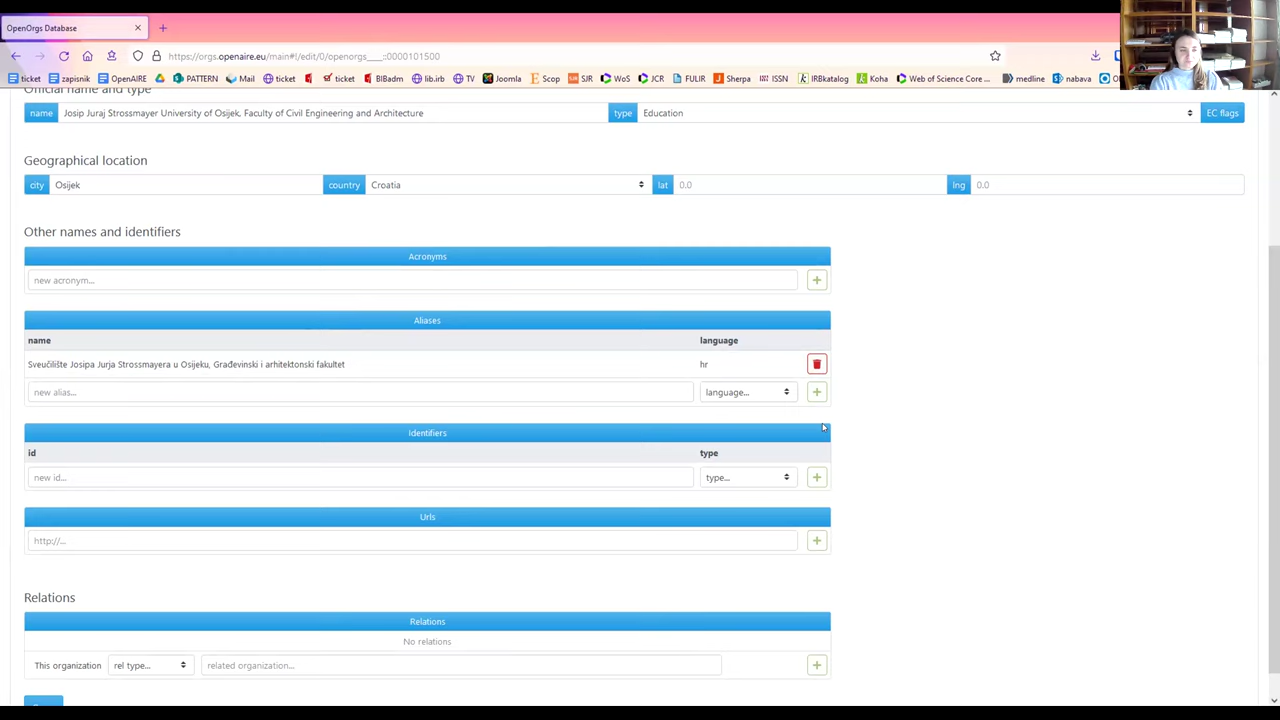 OpenOrgs Database
https://orgs.openaire.eu/main#!/edit/0/openorgs____::0000101500
ticket zapisnik OpenAIRE PATTERN Mail ticket ticket BIBadm lib.irb TV Joomla Scop SJR WoS JCR FULIR Sherpa ISSN IRBkatalog Koha Web of Science Core ... medline nabava
Official name and type
name Josip Juraj Strossmayer University of Osijek, Faculty of Civil Engineering and Architecture type Education EC flags
Geographical location
city Osijek country Croatia lat 0.0 lng 0.0
Other names and identifiers
Acronyms
new acronym...
Aliases
name language
Sveučilište Josipa Jurja Strossmayera u Osijeku, Građevinski i arhitektonski fakultet hr
new alias... language...
Identifiers
id type
new id... type...
Urls
http://...
Relations
Relations
No relations
This organization rel type... related organization...